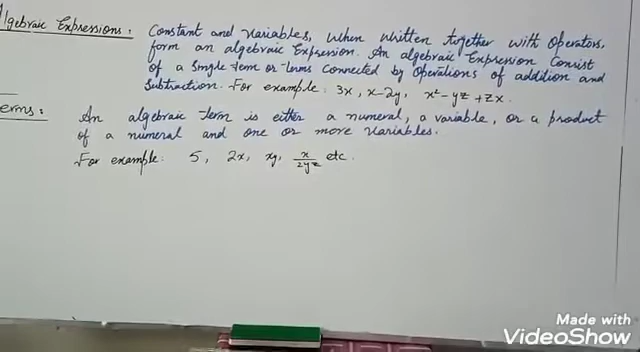 Algebraic Expressions: Constant and Variables, when written together with operators,
form an algebraic Expression. An algebraic Expression consist
of a single term or terms connected by operations of addition and
Subtraction. For example: 3x, x-2y, x²-yz+zx.
erms: An algebraic term is either a numeral, a variable, or a product
of a numeral and one or more variables.
For example: 5, 2x, xy, x/2yz etc.
Made with
VideoShow